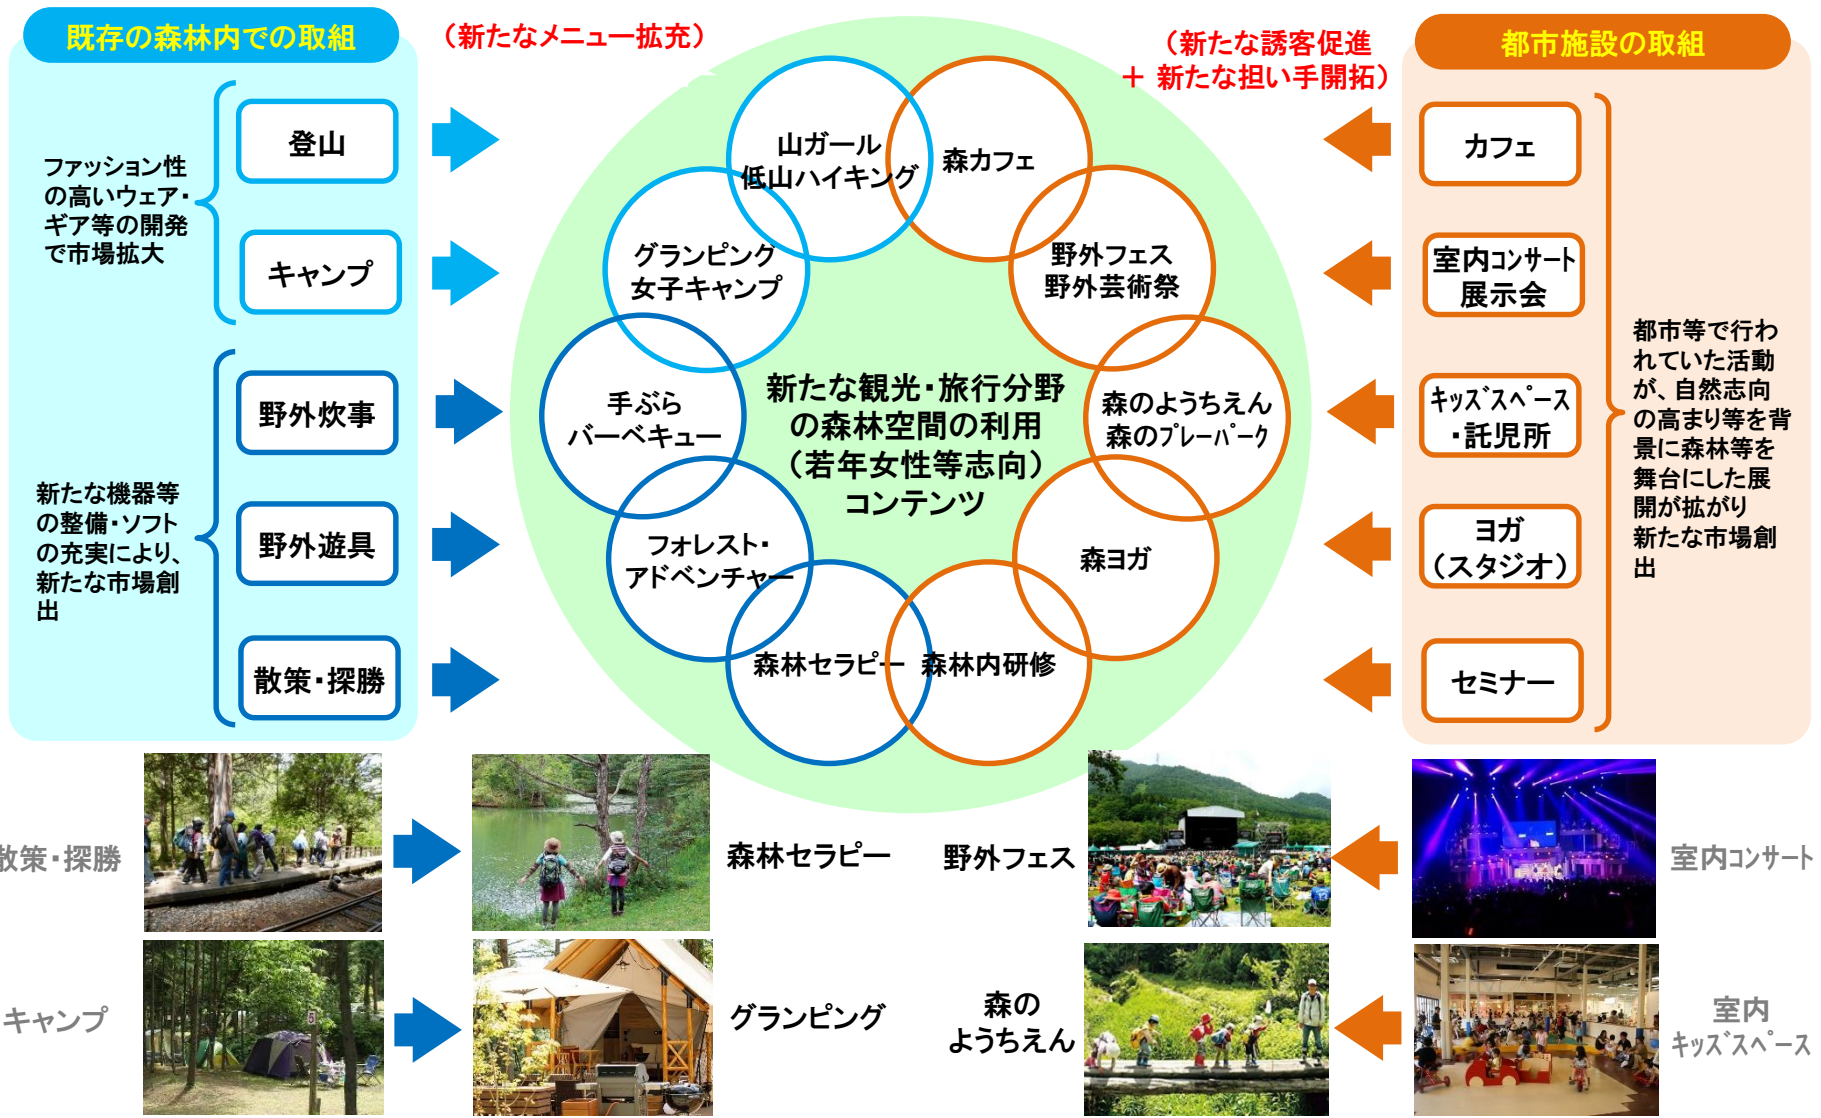 既存の森林内での取組
（新たなメニュー拡充）
（新たな誘客促進
＋ 新たな担い手開拓）
都市施設の取組
ファッション性
の高いウェア・
ギア等の開発
で市場拡大
登山
キャンプ
新たな機器等
の整備・ソフト
の充実により、
新たな市場創
出
野外炊事
野外遊具
散策・探勝
山ガール
低山ハイキング
森カフェ
グランピング
女子キャンプ
野外フェス
野外芸術祭
手ぶら
バーベキュー
新たな観光・旅行分野
の森林空間の利用
（若年女性等志向）
コンテンツ
森のようちえん
森のﾌﾟﾚｰﾊﾟｰｸ
フォレスト・
アドベンチャー
森ヨガ
森林セラピー
森林内研修
カフェ
室内ｺﾝｻｰﾄ
展示会
ｷｯｽﾞｽﾍﾟｰｽ
・託児所
ヨガ
（スタジオ）
セミナー
都市等で行わ
れていた活動
が、自然志向
の高まり等を背
景に森林等を
舞台にした展
開が拡がり
新たな市場創
出
散策・探勝
森林セラピー
野外フェス
室内ｺﾝｻｰﾄ
キャンプ
グランピング
森の
ようちえん
室内
ｷｯｽﾞｽﾍﾟｰｽ